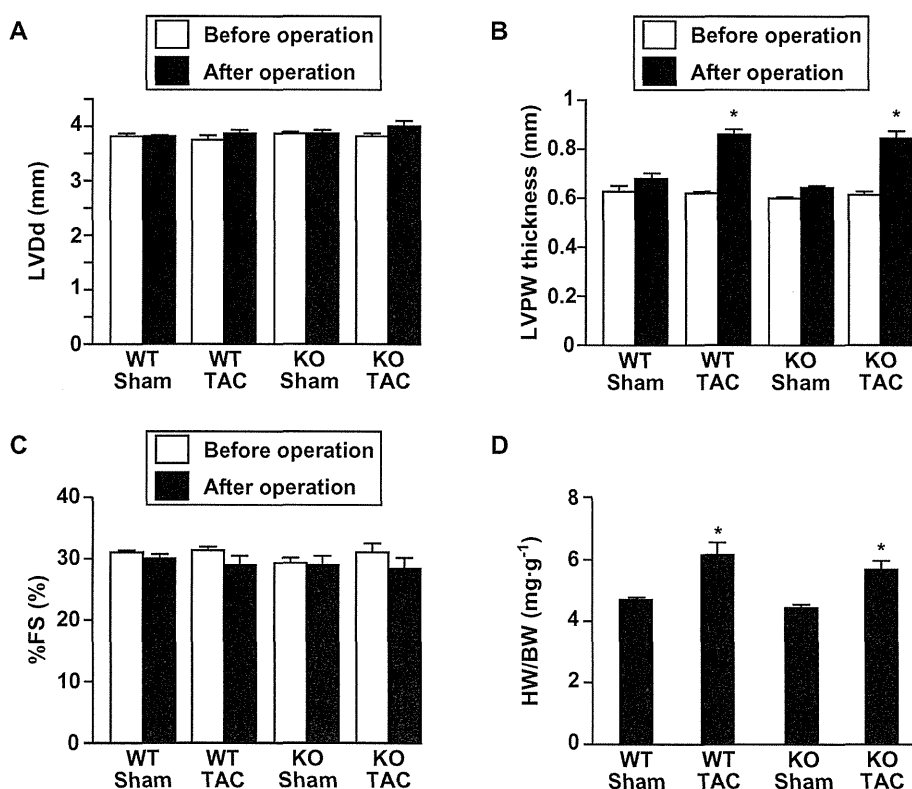 A
Before operation
After operation
LVDd (mm)
4
3
2
1
0
WT
Sham
WT
TAC
KO
Sham
KO
TAC
B
Before operation
After operation
LVPW thickness (mm)
1
0.8
0.6
0.4
0.2
0
*
*
WT
Sham
WT
TAC
KO
Sham
KO
TAC
C
Before operation
After operation
%FS (%)
40
30
20
10
0
WT
Sham
WT
TAC
KO
Sham
KO
TAC
D
HW/BW (mg·g⁻¹)
8
6
4
2
0
*
*
WT
Sham
WT
TAC
KO
Sham
KO
TAC